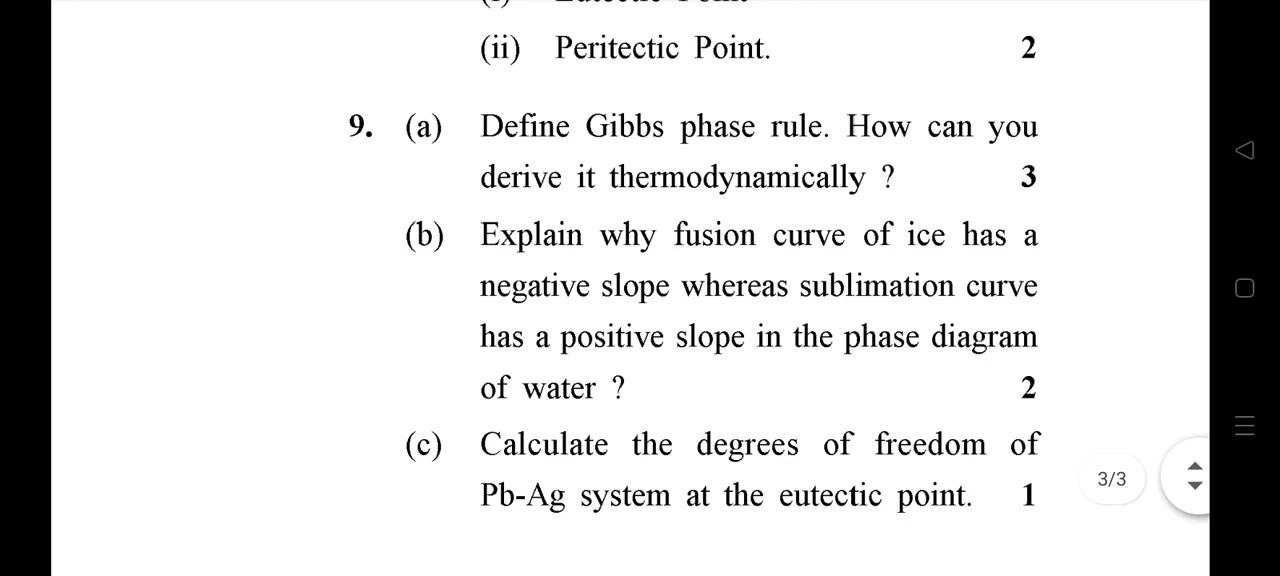 (ii) Peritectic Point. 2
9. (a) Define Gibbs phase rule. How can you
derive it thermodynamically ? 3
(b) Explain why fusion curve of ice has a
negative slope whereas sublimation curve
has a positive slope in the phase diagram
of water ? 2
(c) Calculate the degrees of freedom of
Pb-Ag system at the eutectic point. 1
3/3